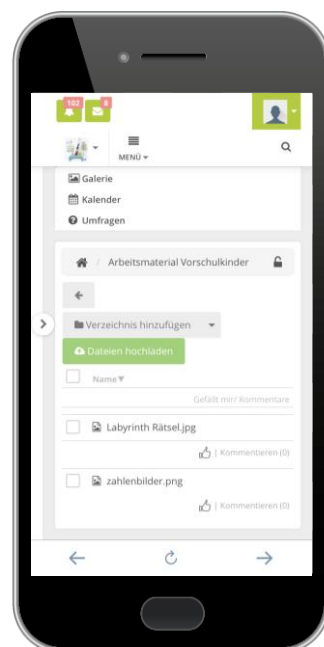 103 8
MENÜ
Galerie
Kalender
Umfragen
/ Arbeitsmaterial Vorschulkinder
Verzeichnis hinzufügen
Dateien hochladen
Name▼
Gefällt mir/ Kommentare
Labyrinth Rätsel.jpg
| Kommentieren (0)
zahlenbilder.png
| Kommentieren (0)